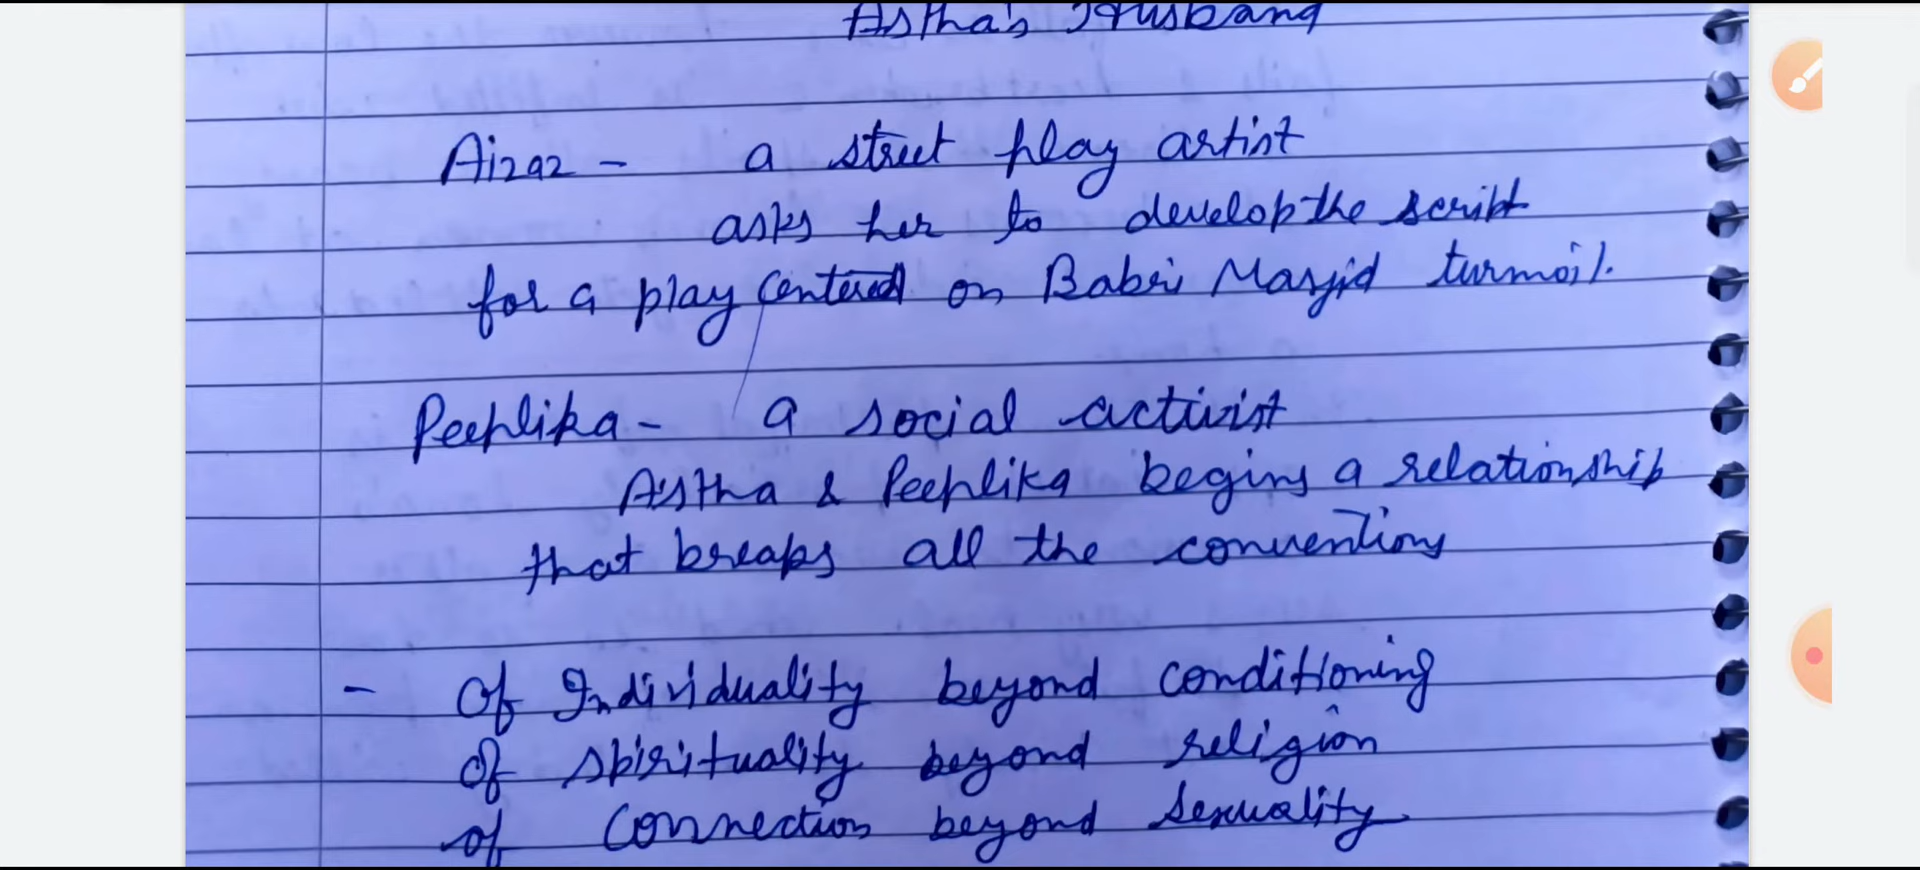 Astha's Husband
Aizaz - a street play artist
asks her to develop the script
for a play centered on Babri Masjid turmoil.
Peeplika - a social activist
Astha & Peeplika begins a relationship
that breaks all the conventions
- Of Individuality beyond conditioning
Of spirituality beyond religion
of Connection beyond Sexuality